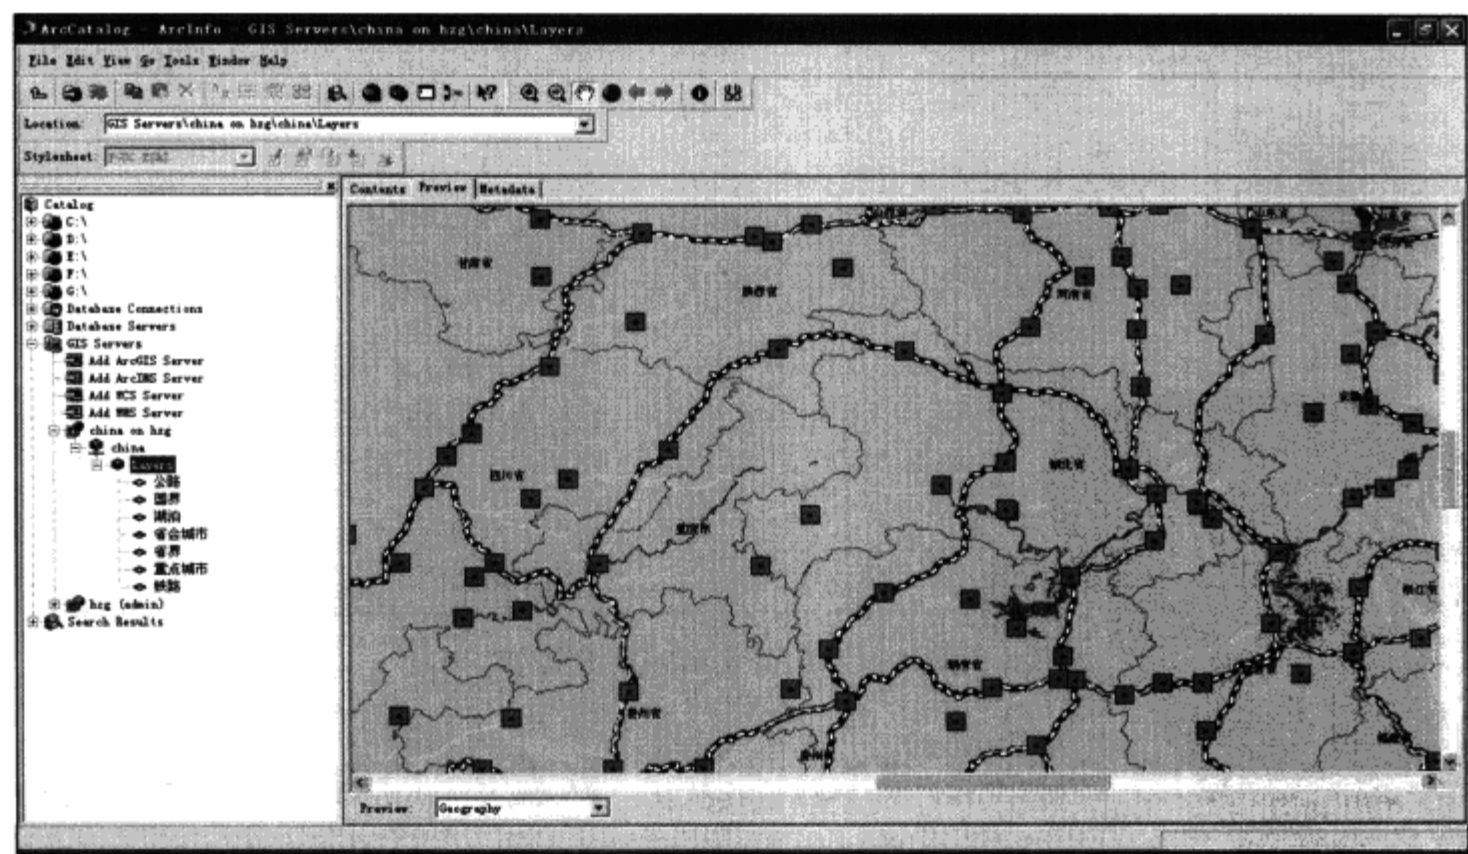 ArcCatalog - ArcInfo - GIS Servers\china on hzg\china\Layers
File Edit View Go Tools Window Help
Location: GIS Servers\china on hzg\china\Layers
Stylesheet:
Contents Preview Metadata
Catalog
C:\
D:\
E:\
F:\
G:\
Database Connections
Database Servers
GIS Servers
Add ArcGIS Server
Add ArcIMS Server
Add WCS Server
Add WMS Server
china on hzg
china
Layers
公路
国界
湖泊
省会城市
省界
重点城市
铁路
hzg (admin)
Search Results
甘肃省
陕西省
河南省
四川省
湖北省
重庆市
湖南省
贵州省
Preview: Geography